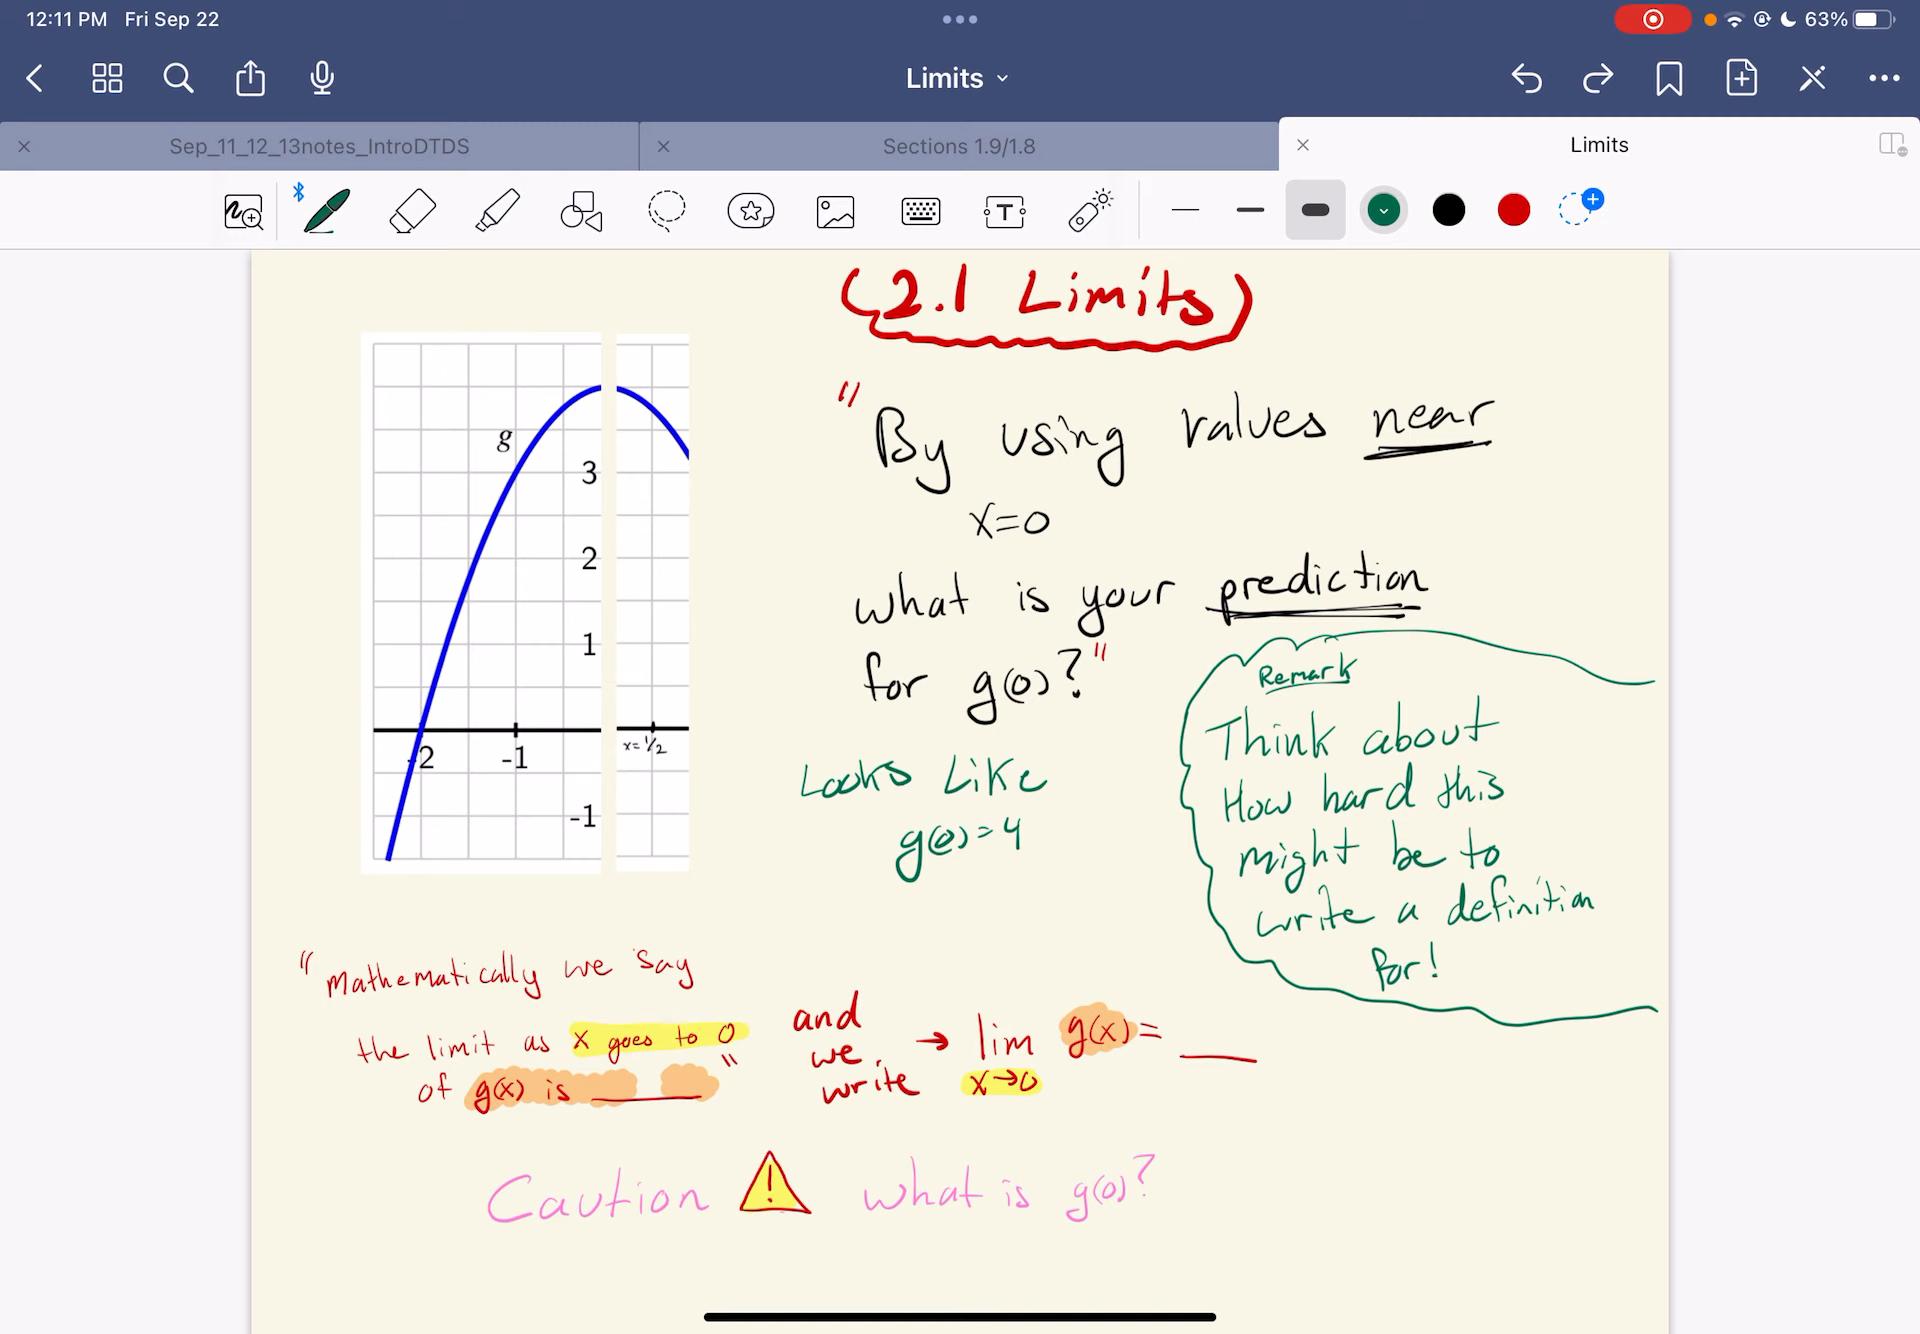 12:11 PM Fri Sep 22
63%
Limits
Sep_11_12_13notes_IntroDTDS
Sections 1.9/1.8
Limits
T
(2.1 Limits)
g
3
2
1
-2
-1
x=1/2
-1
"By using values near
x=0
what is your prediction
for g(0)?"
Looks Like
g(0)=4
Remark
Think about
How hard this
might be to
write a definition
for!
"Mathematically we say
the limit as x goes to 0
of g(x) is ____"
and
we
write
→ lim g(x) = ____
x→0
Caution ! what is g(0)?